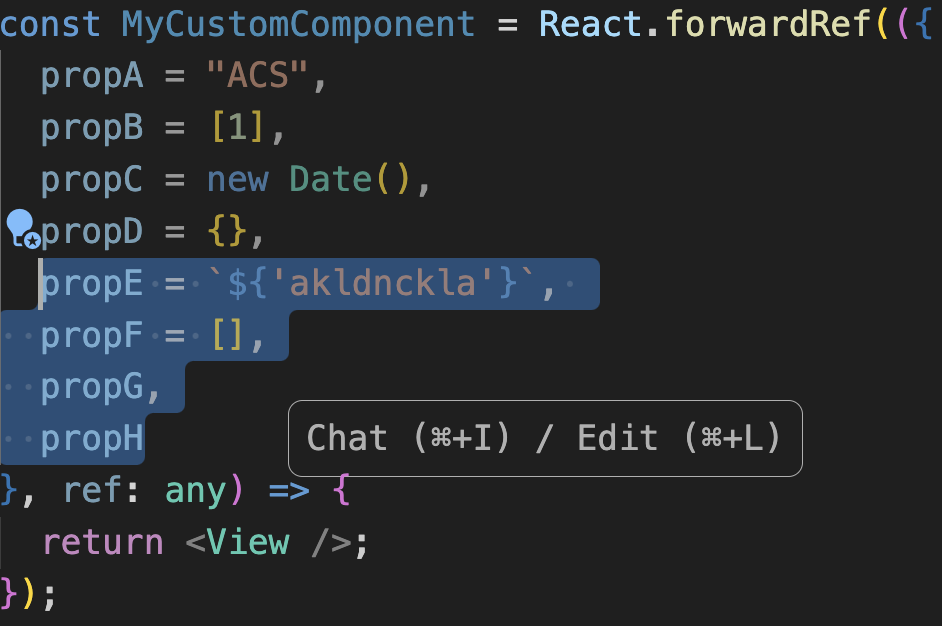 const MyCustomComponent = React.forwardRef(({
propA = "ACS",
propB = [1],
propC = new Date(),
propD = {},
propE = `${'akldnckla'}`,
propF = [],
propG,
propH
Chat (⌘+I) / Edit (⌘+L)
}, ref: any) => {
return <View />;
});